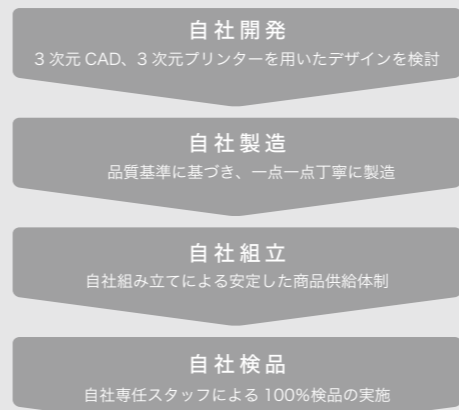 自社開発
3次元CAD、3次元プリンターを用いたデザインを検討
自社製造
品質基準に基づき、一点一点丁寧に製造
自社組立
自社組み立てによる安定した商品供給体制
自社検品
自社専任スタッフによる100%検品の実施